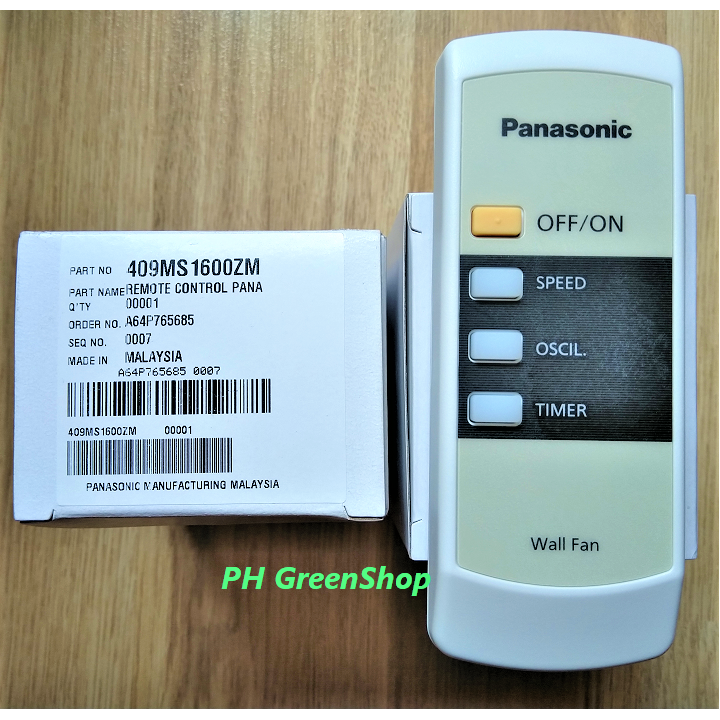 PART NO 409MS1600ZM
PART NAME REMOTE CONTROL PANA
Q'TY 00001
ORDER NO. A64P765685
SEQ NO. 0007
MADE IN MALAYSIA
A64P765685 0007
409MS1600ZM 00001
PANASONIC MANUFACTURING MALAYSIA
Panasonic
OFF/ON
SPEED
OSCIL.
TIMER
Wall Fan
PH GreenShop